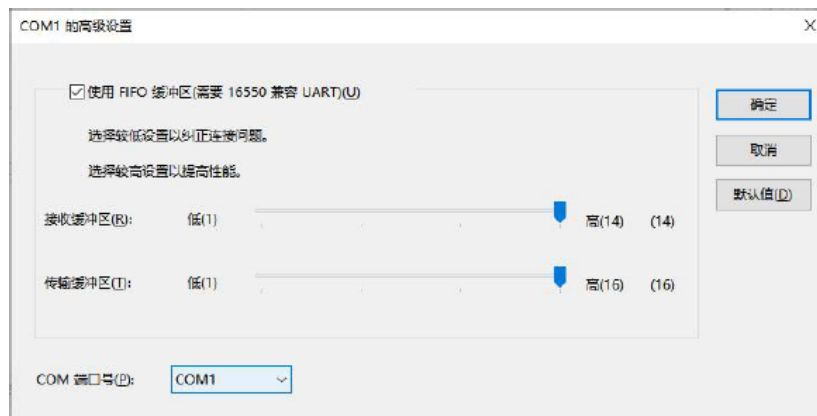 COM1 的高级设置
使用 FIFO 缓冲区(需要 16550 兼容 UART)(U)
确定
选择较低设置以纠正连接问题。
取消
选择较高设置以提高性能。
默认值(D)
接收缓冲区(R): 低(1) 高(14) (14)
传输缓冲区(T): 低(1) 高(16) (16)
COM 端口号(P): COM1